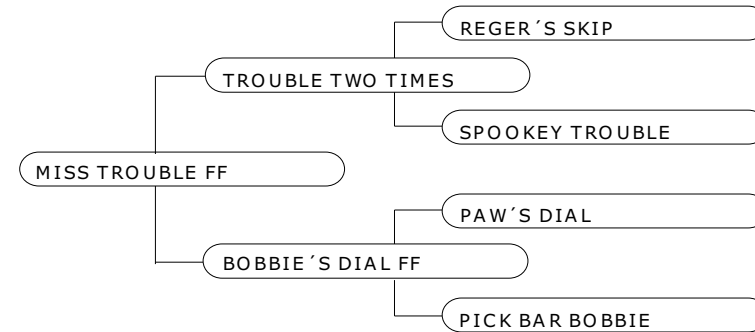 REGER´S SKIP
TROUBLE TWO TIMES
SPOOKEY TROUBLE
MISS TROUBLE FF
PAW´S DIAL
BOBBIE´S DIAL FF
PICK BAR BOBBIE